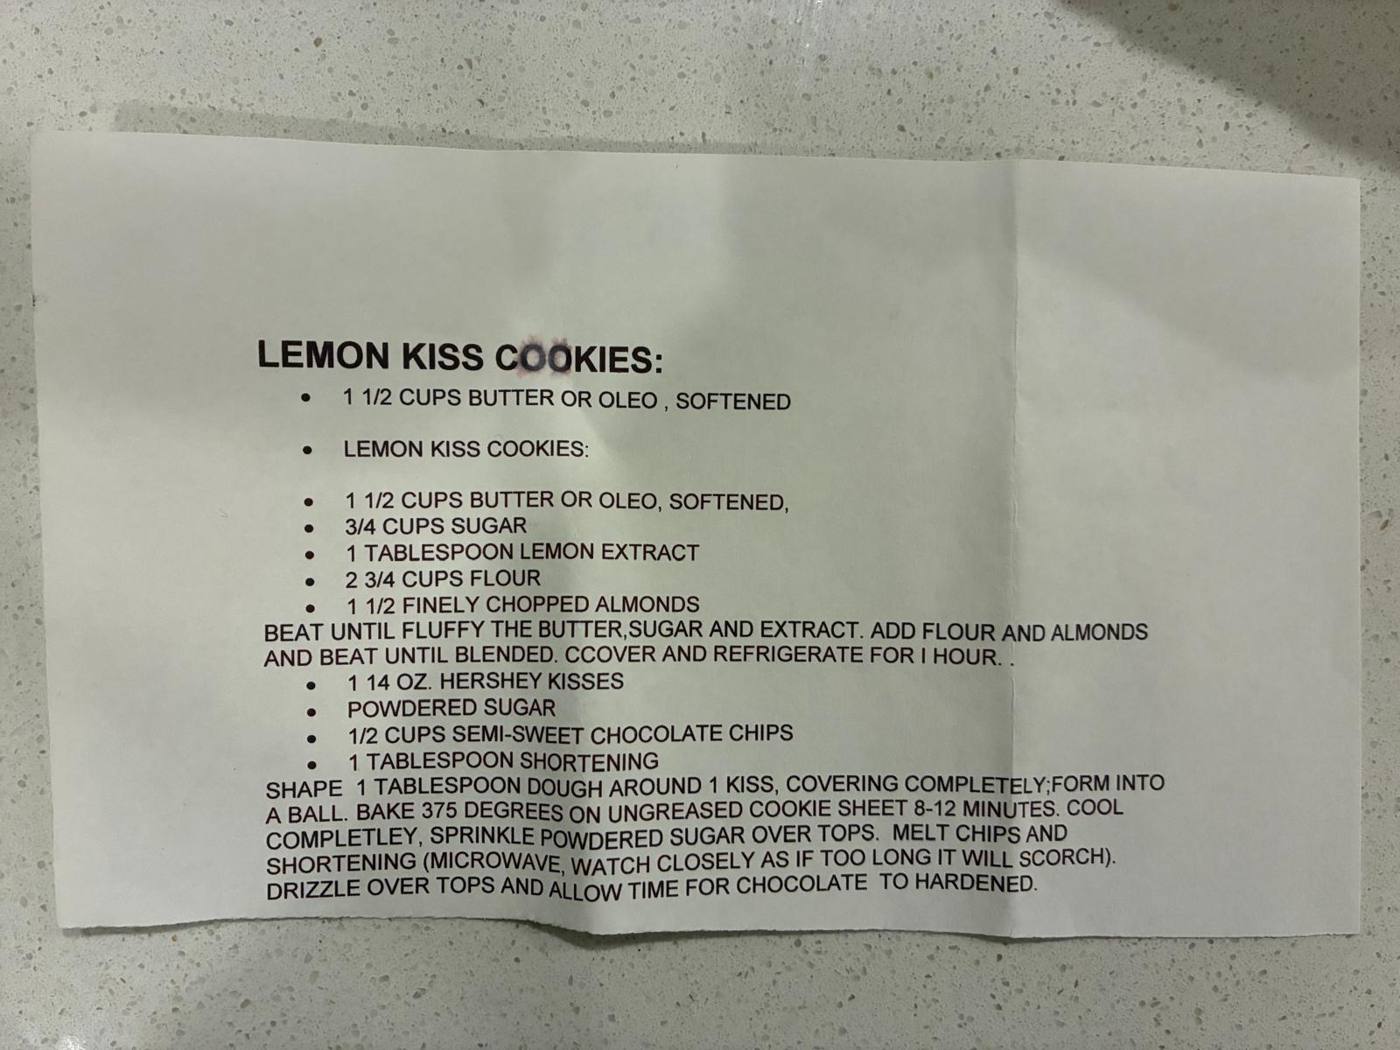 LEMON KISS COOKIES:
• 1 1/2 CUPS BUTTER OR OLEO , SOFTENED
• LEMON KISS COOKIES:
• 1 1/2 CUPS BUTTER OR OLEO, SOFTENED,
• 3/4 CUPS SUGAR
• 1 TABLESPOON LEMON EXTRACT
• 2 3/4 CUPS FLOUR
• 1 1/2 FINELY CHOPPED ALMONDS
BEAT UNTIL FLUFFY THE BUTTER,SUGAR AND EXTRACT. ADD FLOUR AND ALMONDS
AND BEAT UNTIL BLENDED. CCOVER AND REFRIGERATE FOR I HOUR. .
• 1 14 OZ. HERSHEY KISSES
• POWDERED SUGAR
• 1/2 CUPS SEMI-SWEET CHOCOLATE CHIPS
• 1 TABLESPOON SHORTENING
SHAPE 1 TABLESPOON DOUGH AROUND 1 KISS, COVERING COMPLETELY;FORM INTO
A BALL. BAKE 375 DEGREES ON UNGREASED COOKIE SHEET 8-12 MINUTES. COOL
COMPLETLEY, SPRINKLE POWDERED SUGAR OVER TOPS. MELT CHIPS AND
SHORTENING (MICROWAVE, WATCH CLOSELY AS IF TOO LONG IT WILL SCORCH).
DRIZZLE OVER TOPS AND ALLOW TIME FOR CHOCOLATE TO HARDENED.